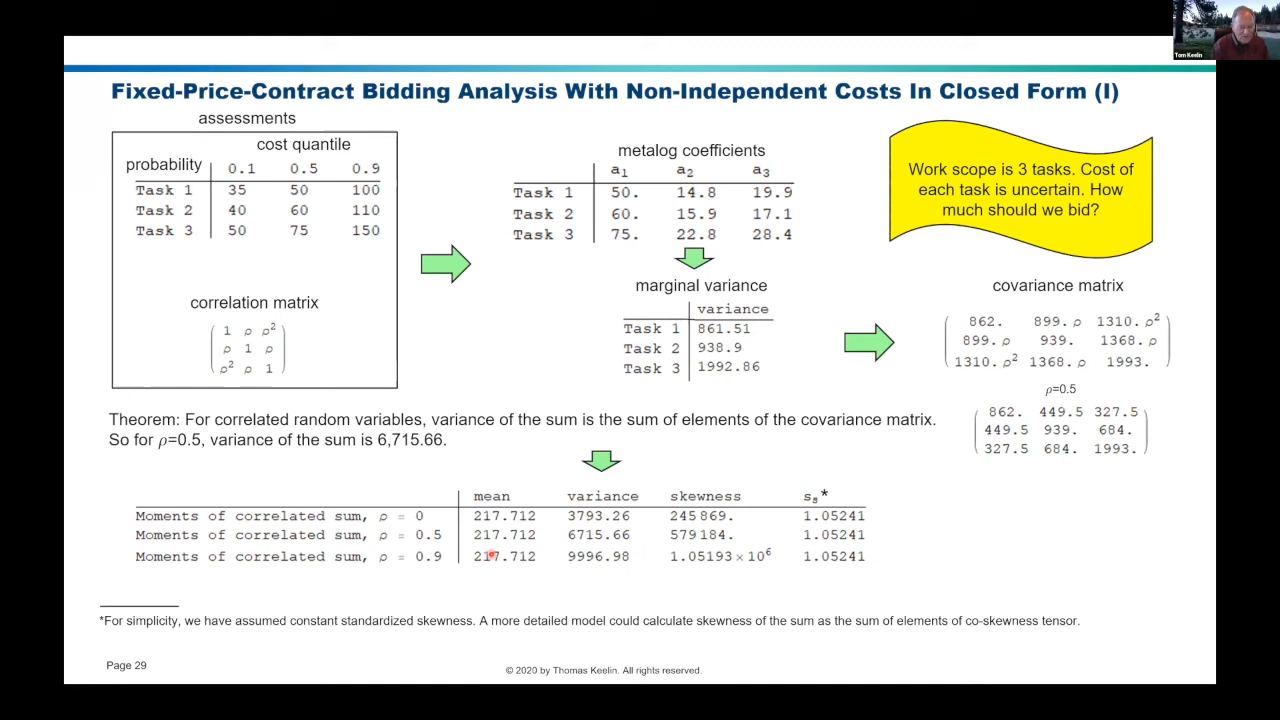 Tom Keelin
Fixed-Price-Contract Bidding Analysis With Non-Independent Costs In Closed Form (I)
assessments
cost quantile
probability 0.1 0.5 0.9
Task 1 35 50 100
Task 2 40 60 110
Task 3 50 75 150
correlation matrix
1 ρ ρ²
ρ 1 ρ
ρ² ρ 1
metalog coefficients
a₁ a₂ a₃
Task 1 50. 14.8 19.9
Task 2 60. 15.9 17.1
Task 3 75. 22.8 28.4
marginal variance
variance
Task 1 861.51
Task 2 938.9
Task 3 1992.86
Work scope is 3 tasks. Cost of
each task is uncertain. How
much should we bid?
covariance matrix
862. 899. ρ 1310. ρ²
899. ρ 939. 1368. ρ
1310. ρ² 1368. ρ 1993.
ρ=0.5
862. 449.5 327.5
449.5 939. 684.
327.5 684. 1993.
Theorem: For correlated random variables, variance of the sum is the sum of elements of the covariance matrix.
So for ρ=0.5, variance of the sum is 6,715.66.
mean variance skewness sₛ*
Moments of correlated sum, ρ = 0 217.712 3793.26 245869. 1.05241
Moments of correlated sum, ρ = 0.5 217.712 6715.66 579184. 1.05241
Moments of correlated sum, ρ = 0.9 217.712 9996.98 1.05193×10⁶ 1.05241
*For simplicity, we have assumed constant standardized skewness. A more detailed model could calculate skewness of the sum as the sum of elements of co-skewness tensor.
Page 29
© 2020 by Thomas Keelin. All rights reserved.